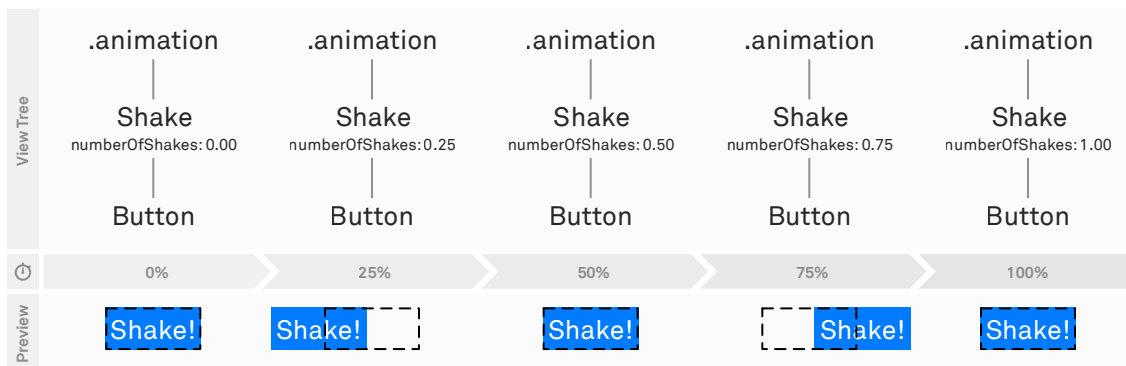 View Tree
.animation .animation .animation .animation .animation
Shake Shake Shake Shake Shake
numberOfShakes: 0.00 numberOfShakes: 0.25 numberOfShakes: 0.50 numberOfShakes: 0.75 numberOfShakes: 1.00
Button Button Button Button Button
0% 25% 50% 75% 100%
Preview
Shake! Shake! Shake! Shake! Shake!